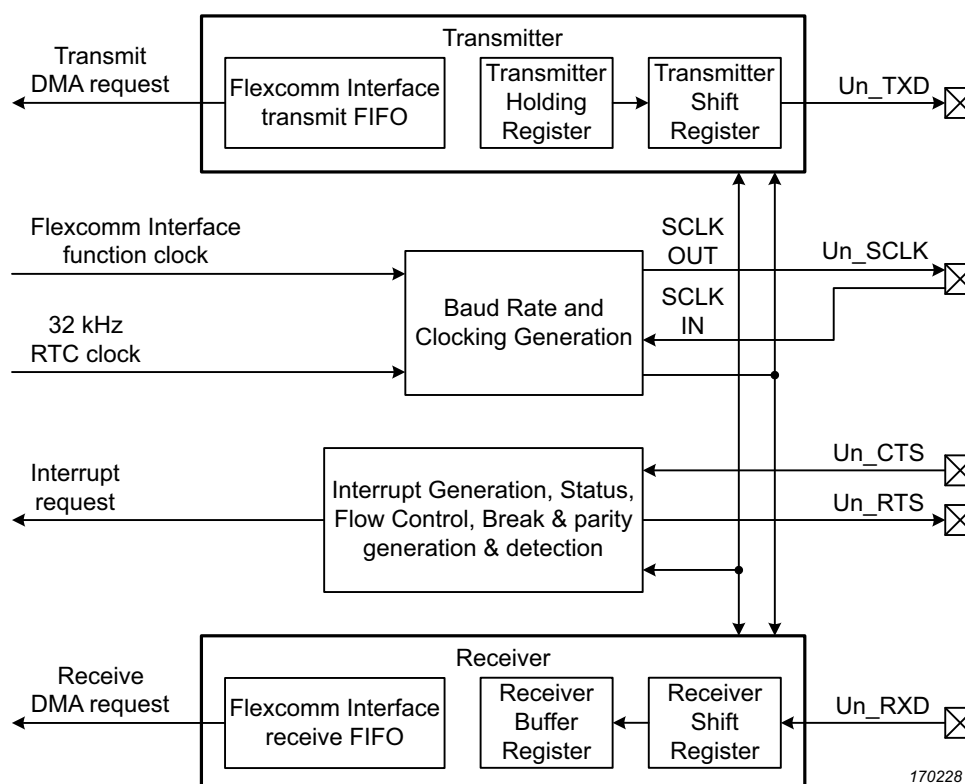 Transmitter
Transmit
DMA request
Flexcomm Interface
transmit FIFO
Transmitter
Holding
Register
Transmitter
Shift
Register
Un_TXD
Flexcomm Interface
function clock
SCLK
OUT
Un_SCLK
Baud Rate and
Clocking Generation
SCLK
IN
32 kHz
RTC clock
Un_CTS
Interrupt
request
Interrupt Generation, Status,
Flow Control, Break & parity
generation & detection
Un_RTS
Receiver
Receive
DMA request
Flexcomm Interface
receive FIFO
Receiver
Buffer
Register
Receiver
Shift
Register
Un_RXD
170228